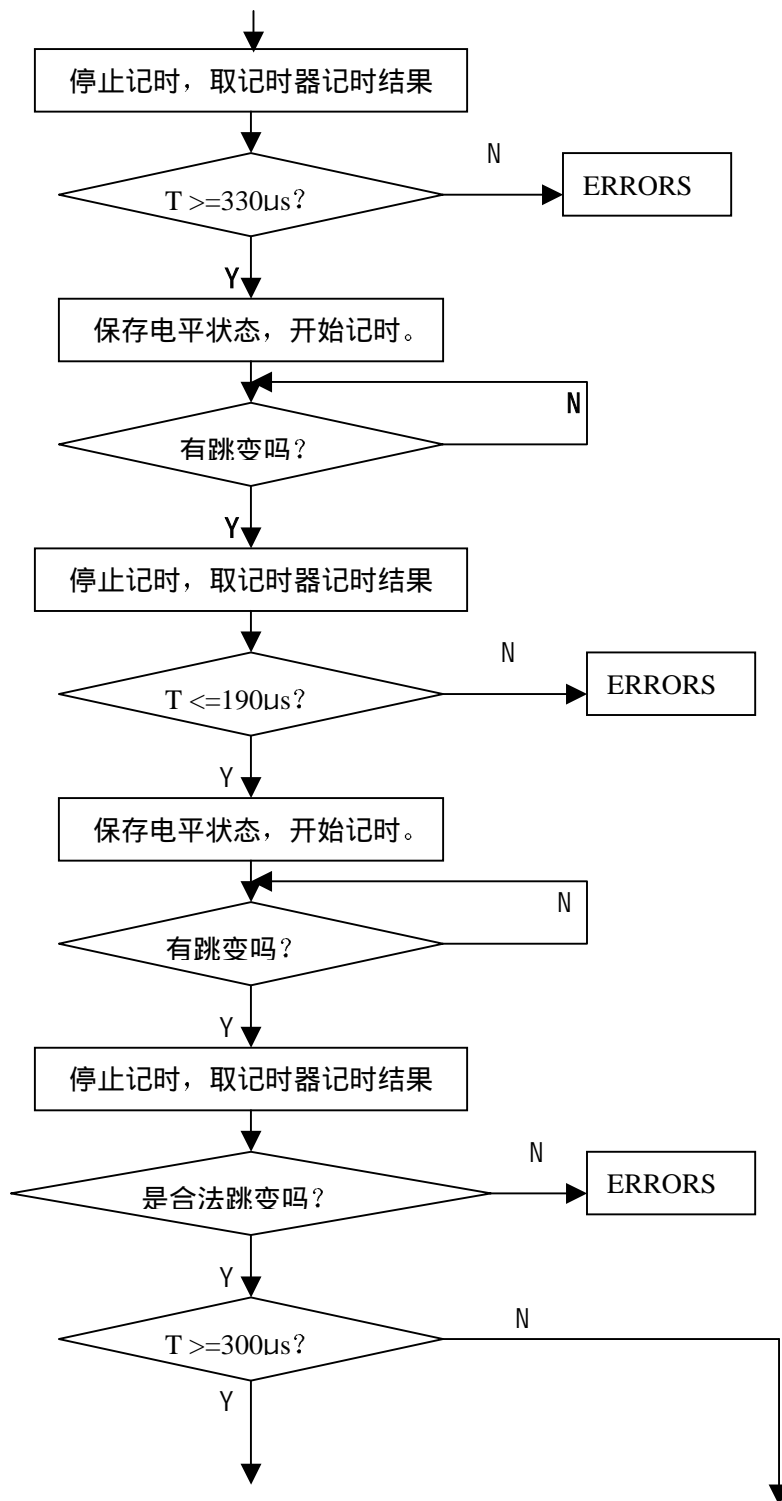 停止记时，取记时器记时结果
N
T >=330μs？
ERRORS
Y
保存电平状态，开始记时。
N
有跳变吗？
Y
停止记时，取记时器记时结果
N
T <=190μs？
ERRORS
Y
保存电平状态，开始记时。
N
有跳变吗？
Y
停止记时，取记时器记时结果
N
是合法跳变吗？
ERRORS
Y
N
T >=300μs？
Y